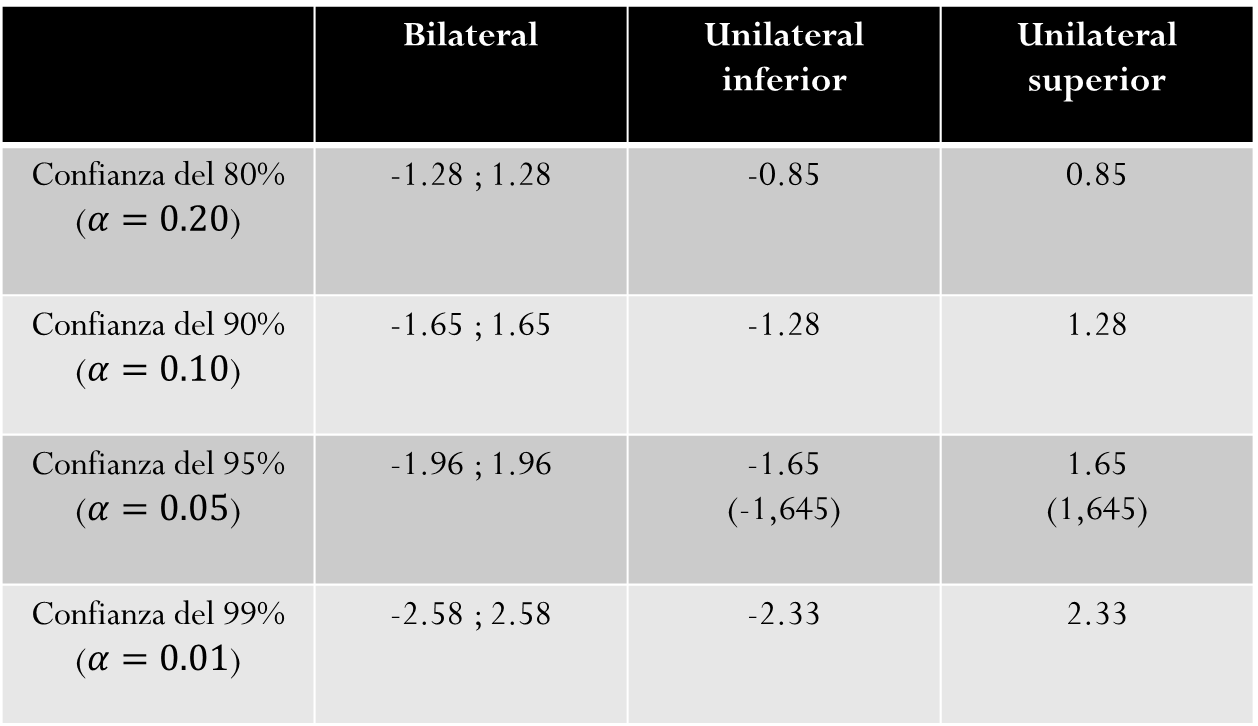 Bilateral
Unilateral
inferior
Unilateral
superior
Confianza del 80%
(α = 0.20)
-1.28 ; 1.28
-0.85
0.85
Confianza del 90%
(α = 0.10)
-1.65 ; 1.65
-1.28
1.28
Confianza del 95%
(α = 0.05)
-1.96 ; 1.96
-1.65
(-1,645)
1.65
(1,645)
Confianza del 99%
(α = 0.01)
-2.58 ; 2.58
-2.33
2.33